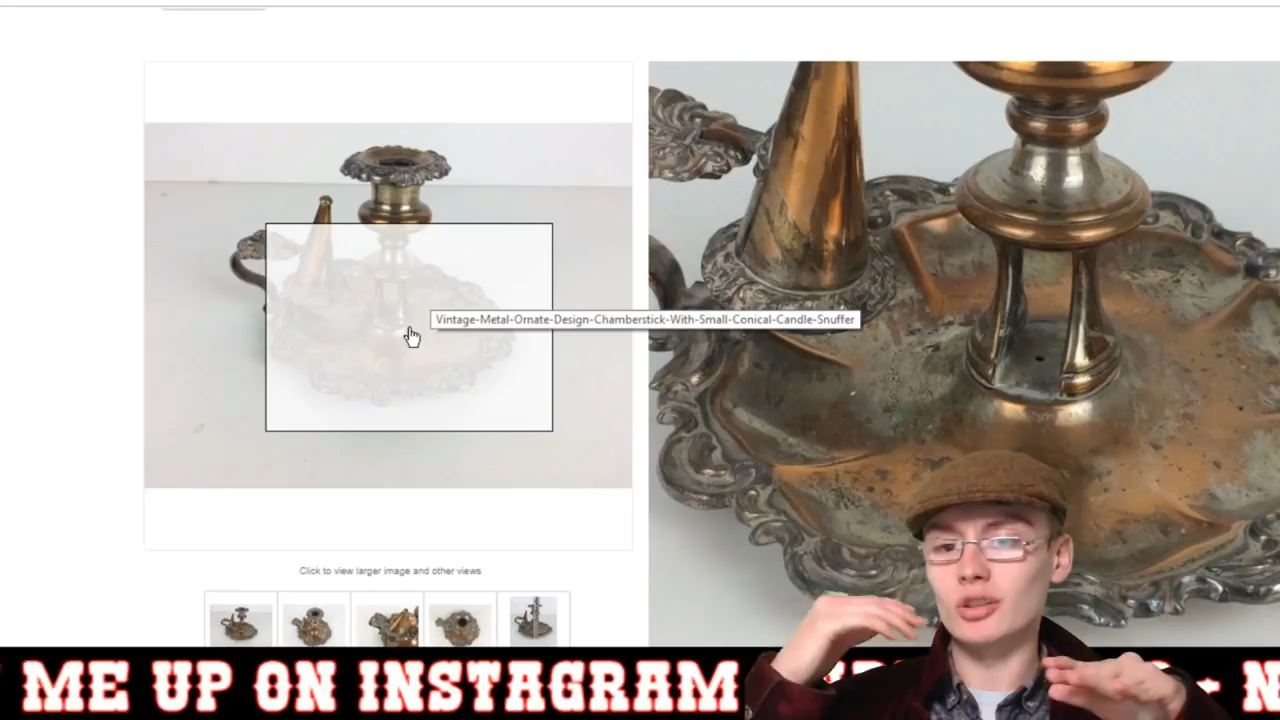 Vintage-Metal-Ornate-Design-Chamberstick-With-Small-Conical-Candle-Snuffer
Click to view larger image and other views
ME UP ON INSTAGRAM